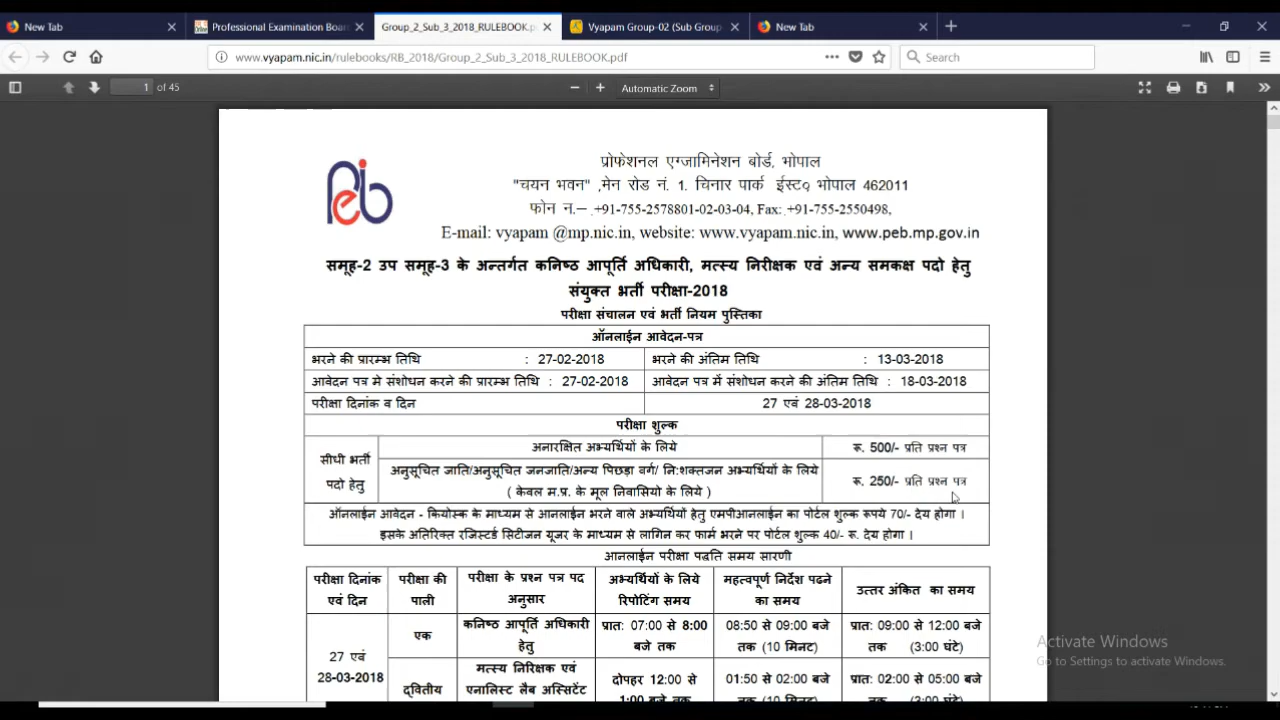 New Tab
Professional Examination Boar
Group_2_Sub_3_2018_RULEBOOK.p
Vyapam Group-02 (Sub Group
New Tab
www.vyapam.nic.in/rulebooks/RB_2018/Group_2_Sub_3_2018_RULEBOOK.pdf
Search
1 of 45
Automatic Zoom
Peb
प्रोफेशनल एग्जामिनेशन बोर्ड, भोपाल
"चयन भवन" ,मेन रोड नं. 1. चिनार पार्क ईस्ट० भोपाल 462011
फोन न.– .+91-755-2578801-02-03-04, Fax: .+91-755-2550498,
E-mail: vyapam @mp.nic.in, website: www.vyapam.nic.in, www.peb.mp.gov.in
समूह-2 उप समूह-3 के अन्तर्गत कनिष्ठ आपूर्ति अधिकारी, मत्स्य निरीक्षक एवं अन्य समकक्ष पदो हेतु
संयुक्त भर्ती परीक्षा-2018
परीक्षा संचालन एवं भर्ती नियम पुस्तिका
ऑनलाईन आवेदन-पत्र
भरने की प्रारम्भ तिथि : 27-02-2018 भरने की अंतिम तिथि : 13-03-2018
आवेदन पत्र मे संशोधन करने की प्रारम्भ तिथि : 27-02-2018 आवेदन पत्र में संशोधन करने की अंतिम तिथि : 18-03-2018
परीक्षा दिनांक व दिन 27 एवं 28-03-2018
परीक्षा शुल्क
सीधी भर्ती
पदो हेतु
अनारक्षित अभ्यर्थियों के लिये रू. 500/- प्रति प्रश्न पत्र
अनुसूचित जाति/अनुसूचित जनजाति/अन्य पिछड़ा वर्ग/ नि:शक्तजन अभ्यर्थियों के लिये
( केवल म.प्र. के मूल निवासियो के लिये )
रू. 250/- प्रति प्रश्न पत्र
ऑनलाईन आवेदन - कियोस्क के माध्यम से आनलाईन भरने वाले अभ्यर्थियों हेतु एमपीआनलाईन का पोर्टल शुल्क रूपये 70/- देय होगा ।
इसके अतिरिक्त रजिस्टर्ड सिटीजन यूजर के माध्यम से लागिन कर फार्म भरने पर पोर्टल शुल्क 40/- रू. देय होगा ।
आनलाईन परीक्षा पद्धति समय सारणी
परीक्षा दिनांक
एवं दिन
परीक्षा की
पाली
परीक्षा के प्रश्न पत्र पद
अनुसार
अभ्यर्थियों के लिये
रिपोटिंग समय
महत्वपूर्ण निर्देश पढने
का समय
उत्तर अंकित का समय
27 एवं
28-03-2018
एक
कनिष्ठ आपूर्ति अधिकारी
हेतु
प्रात: 07:00 से 8:00
बजे तक
08:50 से 09:00 बजे
तक (10 मिनट)
प्रात: 09:00 से 12:00 बजे
तक (3:00 घंटे)
द्वितीय
मत्स्य निरिक्षक एवं
एनालिस्ट लैब असिस्टेंट
दोपहर 12:00 से
1:00 बजे तक
01:50 से 02:00 बजे
तक (10 मिनट)
02:00 से 05:00 बजे
तक (3:00 घंटे)
Activate Windows
Go to Settings to activate Windows.